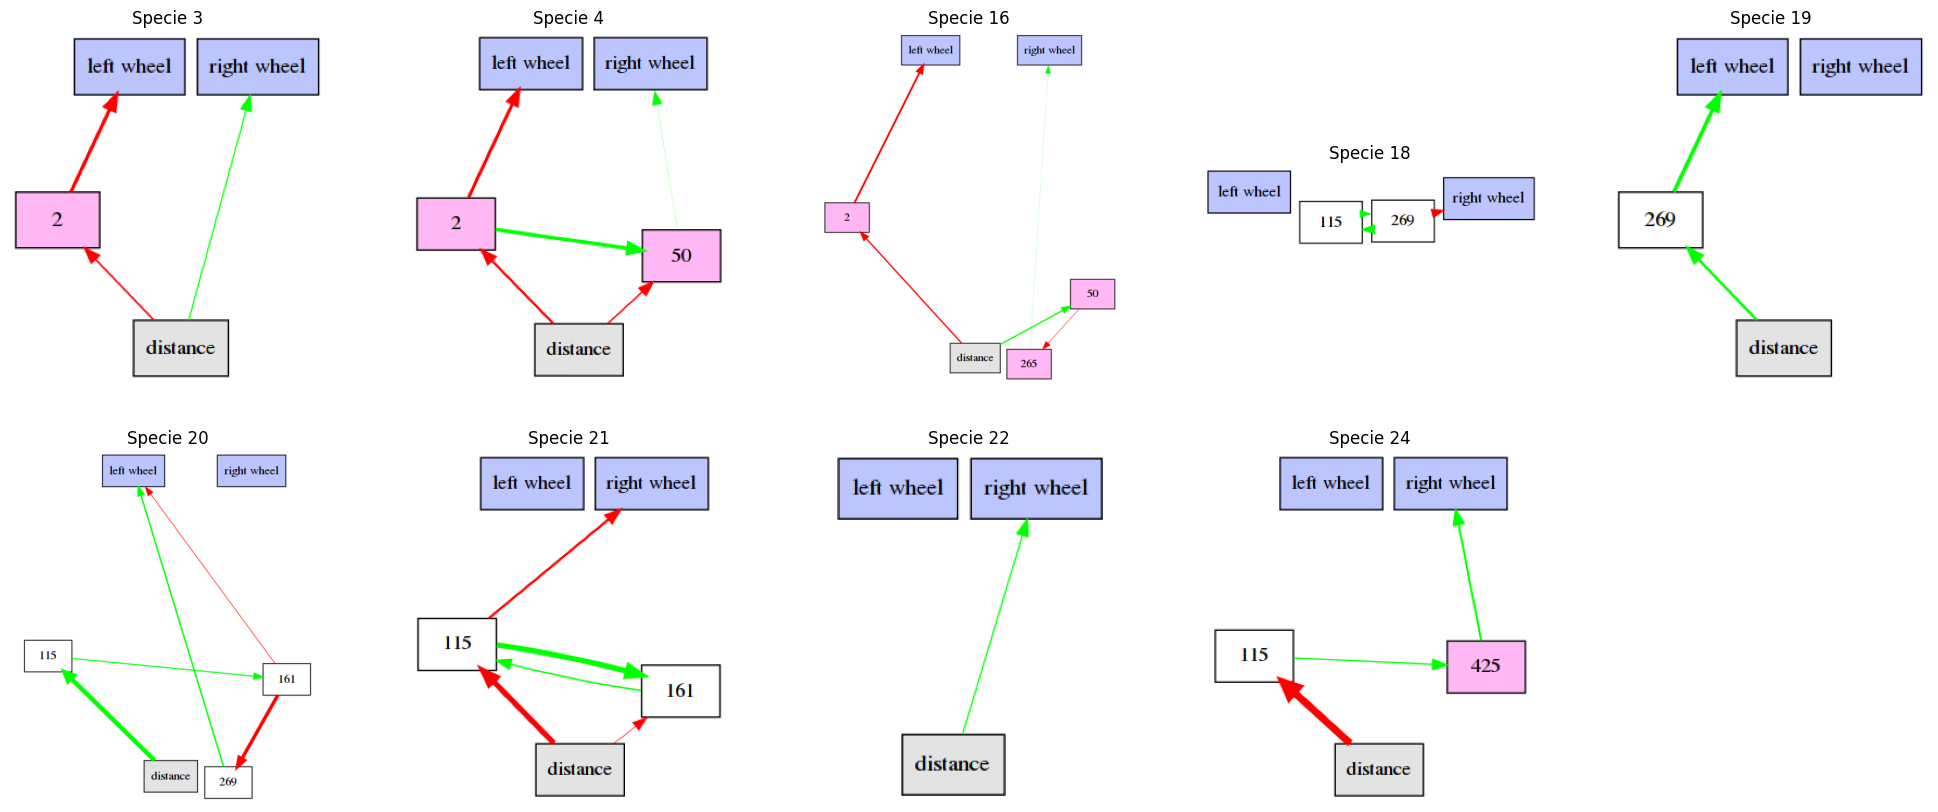 Specie 3
left wheel
right wheel
2
distance
Specie 4
left wheel
right wheel
2
50
distance
Specie 16
left wheel
right wheel
2
50
distance
265
Specie 18
left wheel
right wheel
115
269
Specie 19
left wheel
right wheel
269
distance
Specie 20
left wheel
right wheel
115
161
distance
269
Specie 21
left wheel
right wheel
115
161
distance
Specie 22
left wheel
right wheel
distance
Specie 24
left wheel
right wheel
115
425
distance